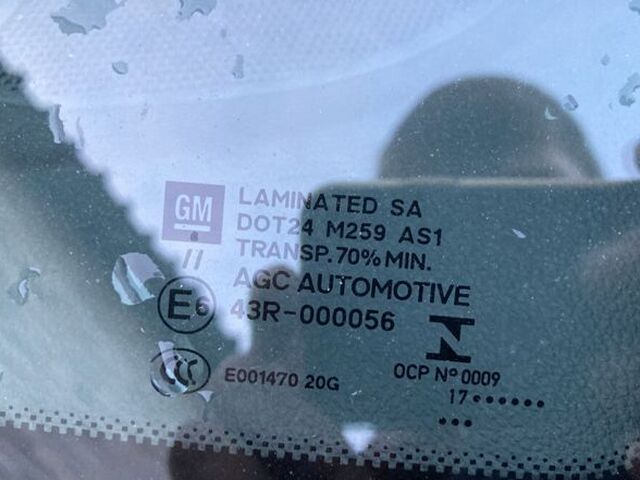 GM
LAMINATED SA
DOT24 M259 AS1
TRANSP. 70% MIN.
//
AGC AUTOMOTIVE
E6
43R-000056
N
CCC
E001470 20G
OCP Nº 0009
17 ••••••
•••